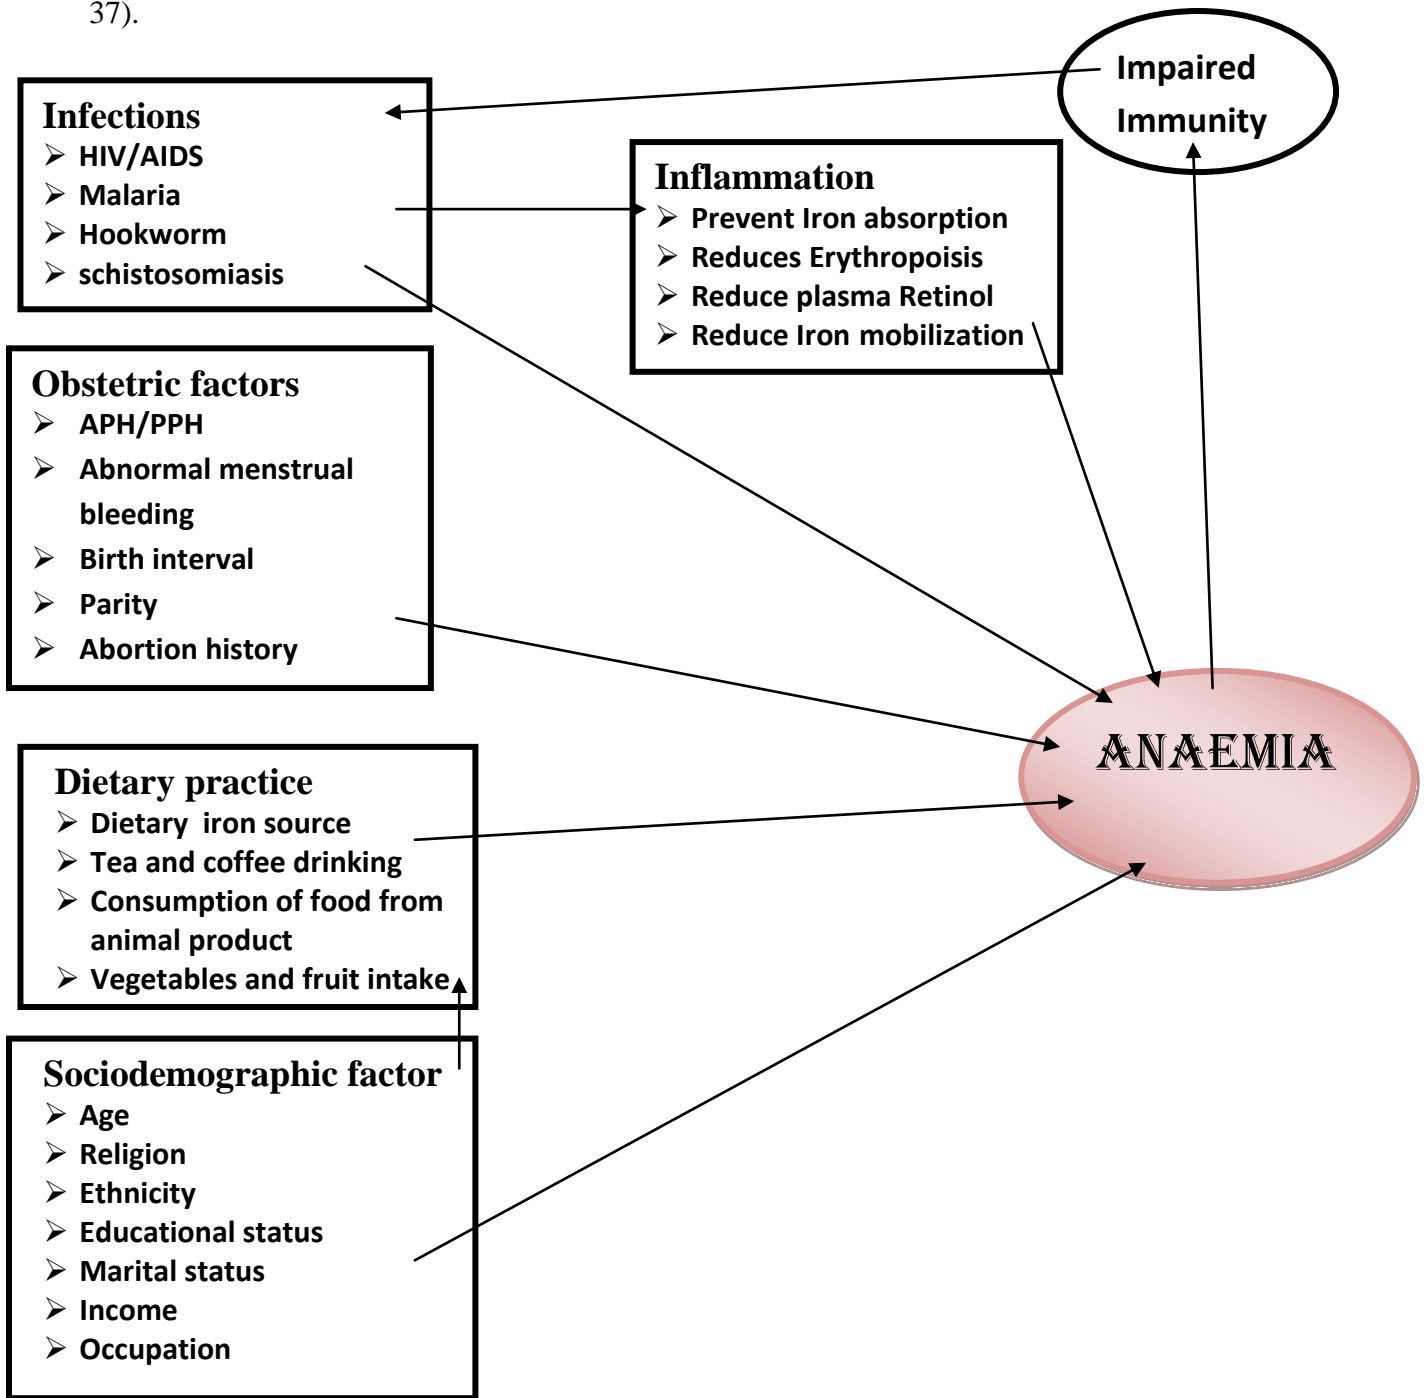 37).
Impaired
Immunity
Infections
➢ HIV/AIDS
➢ Malaria
➢ Hookworm
➢ schistosomiasis
Inflammation
➢ Prevent Iron absorption
➢ Reduces Erythropoisis
➢ Reduce plasma Retinol
➢ Reduce Iron mobilization
Obstetric factors
➢ APH/PPH
➢ Abnormal menstrual
bleeding
➢ Birth interval
➢ Parity
➢ Abortion history
ANAEMIA
Dietary practice
➢ Dietary iron source
➢ Tea and coffee drinking
➢ Consumption of food from
animal product
➢ Vegetables and fruit intake
Sociodemographic factor
➢ Age
➢ Religion
➢ Ethnicity
➢ Educational status
➢ Marital status
➢ Income
➢ Occupation